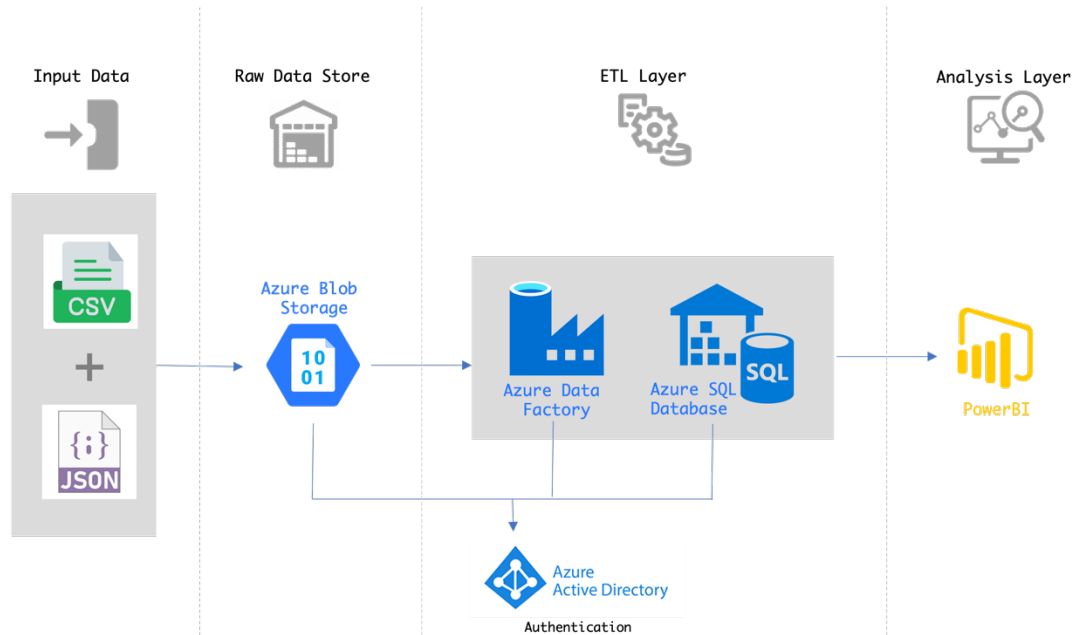 Input Data
Raw Data Store
ETL Layer
Analysis Layer
CSV
{;}
JSON
Azure Blob
Storage
10
01
Azure Data
Factory
Azure SQL
Database
SQL
PowerBI
Azure
Active Directory
Authentication